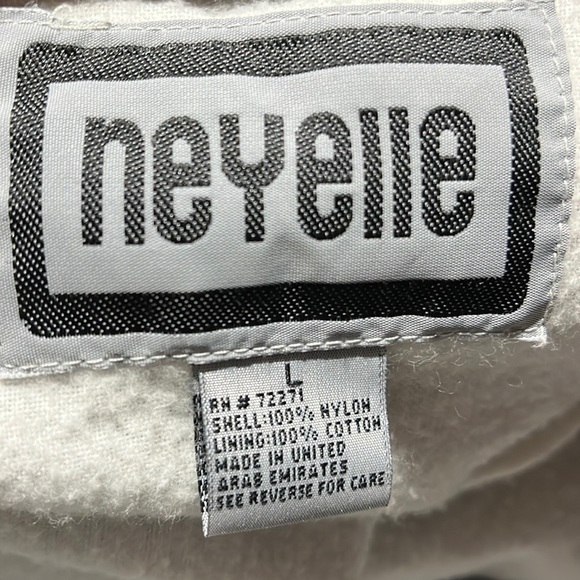 neYelle
L
RN # 72271
SHELL:100% NYLON
LINING:100% COTTON
MADE IN UNITED
ARAB EMIRATES
SEE REVERSE FOR CARE